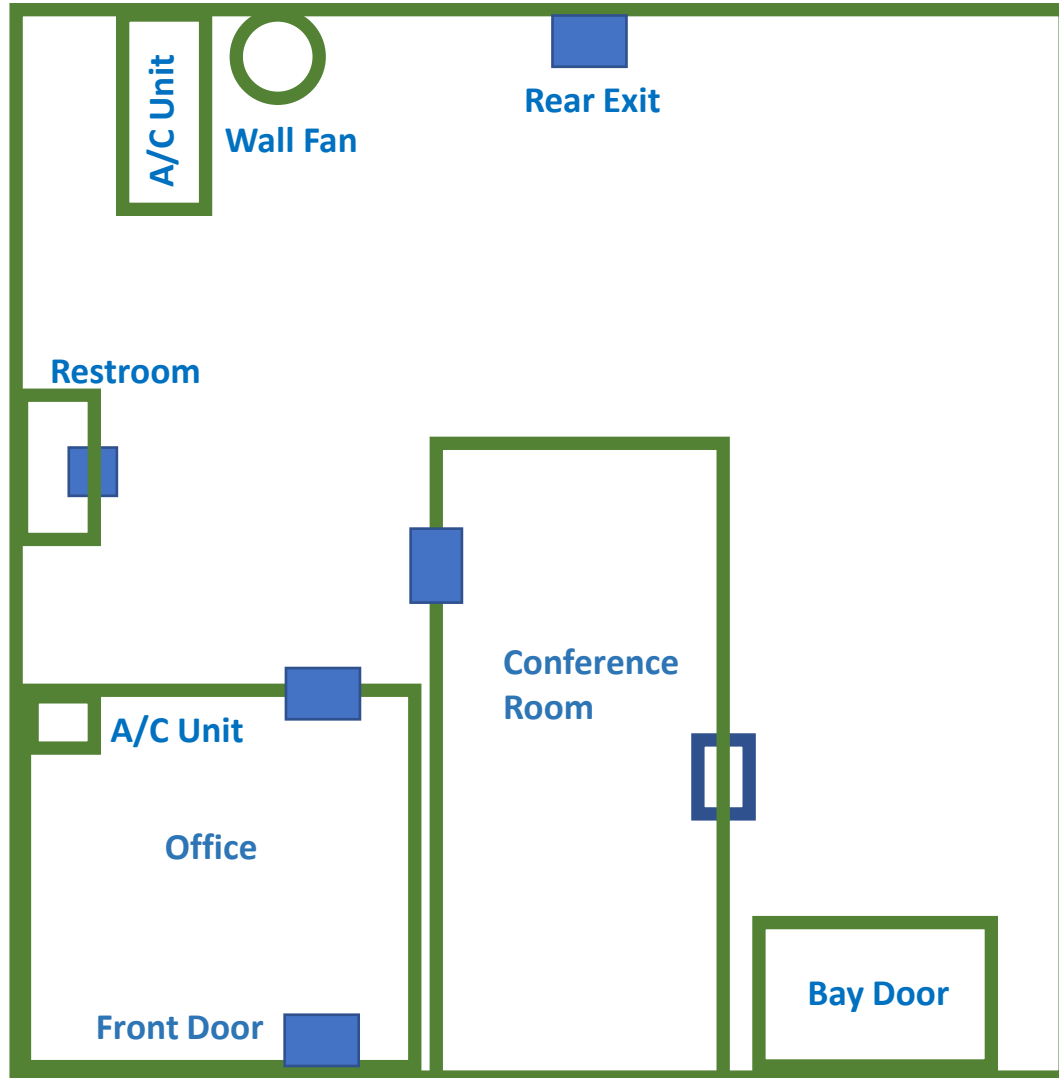 A/C Unit
Wall Fan
Rear Exit
Restroom
Conference
Room
A/C Unit
Office
Bay Door
Front Door